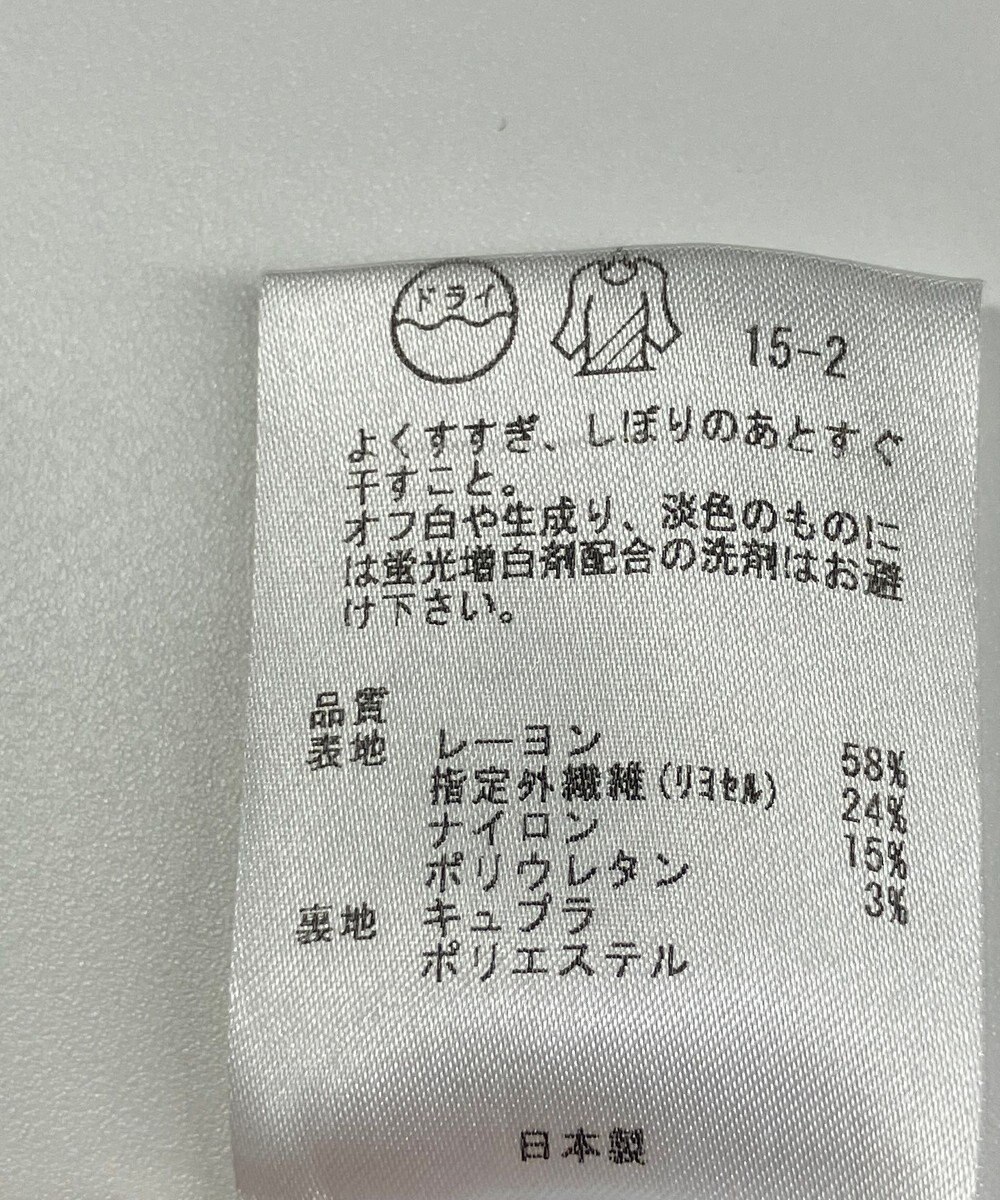 ドライ
15-2
よくすすぎ、しぼりのあとすぐ
干すこと。
オフ白や生成り、淡色のものに
は蛍光増白剤配合の洗剤はお避
け下さい。
品質
表地 レーヨン 58%
指定外繊維(リヨセル) 24%
ナイロン 15%
ポリウレタン 3%
裏地 キュプラ
ポリエステル
日本製